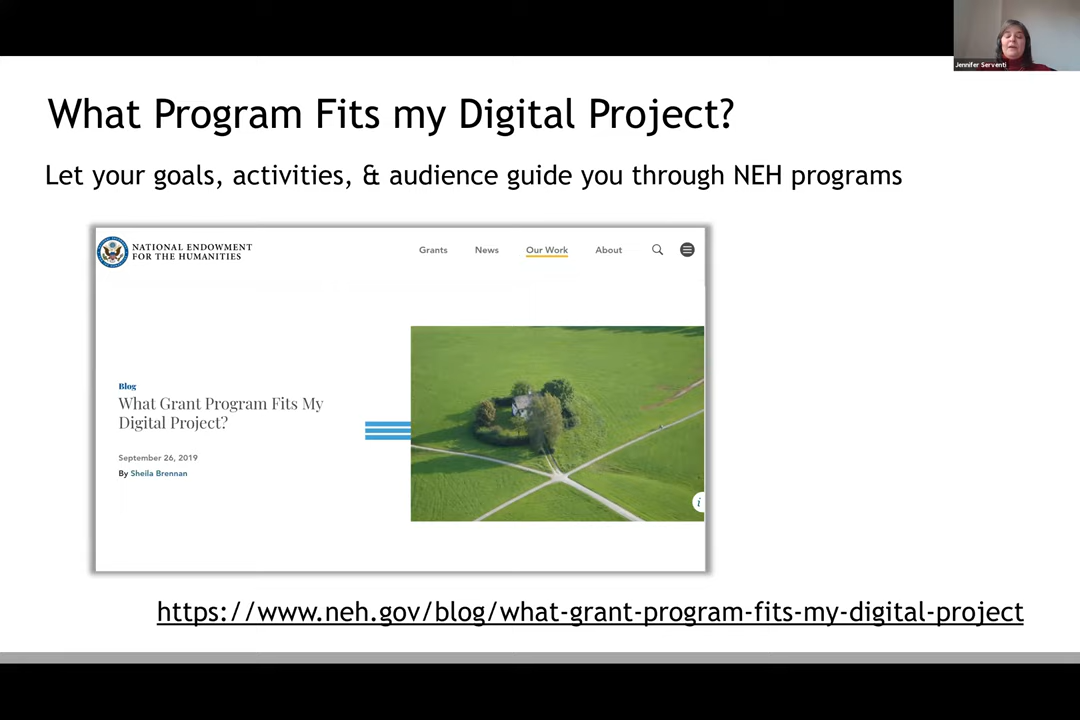 Jennifer Serventi
What Program Fits my Digital Project?
Let your goals, activities, & audience guide you through NEH programs
NATIONAL ENDOWMENT
FOR THE HUMANITIES
Grants News Our Work About
Blog
What Grant Program Fits My
Digital Project?
September 26, 2019
By Sheila Brennan
i
https://www.neh.gov/blog/what-grant-program-fits-my-digital-project